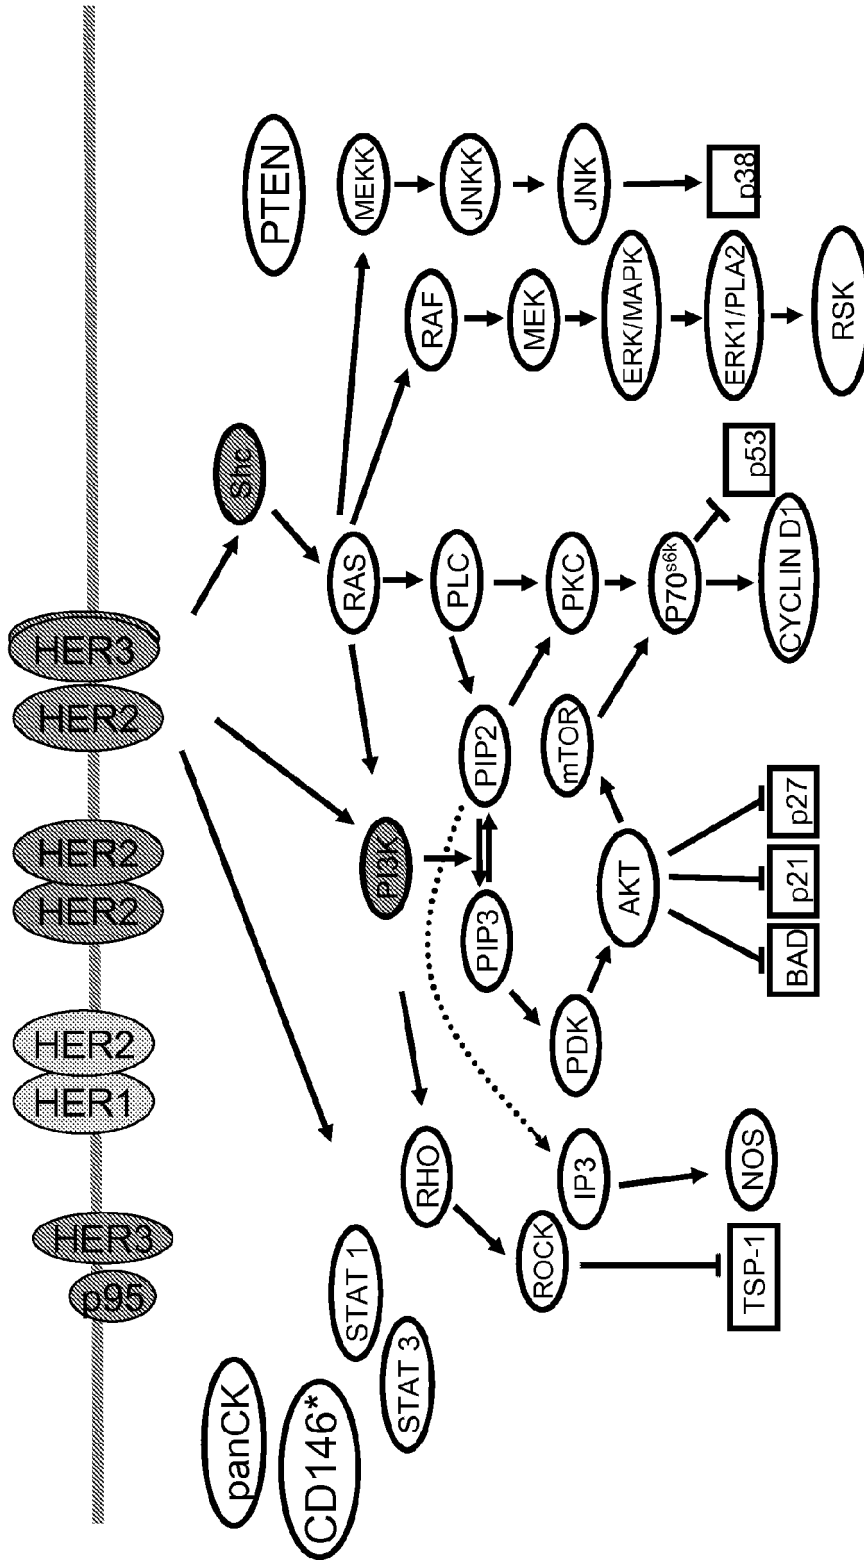 p95
HER3
HER1
HER2
HER2
HER2
HER2
HER3
panCK
CD146*
STAT 1
STAT 3
Shc
PTEN
PI3K
RAS
MEKK
RHO
PIP3
PIP2
PLC
RAF
JNKK
ROCK
IP3
PDK
mTOR
PKC
MEK
JNK
AKT
P70s6k
ERK/MAPK
TSP-1
NOS
BAD
p21
p27
CYCLIN D1
p53
ERK1/PLA2
p38
RSK